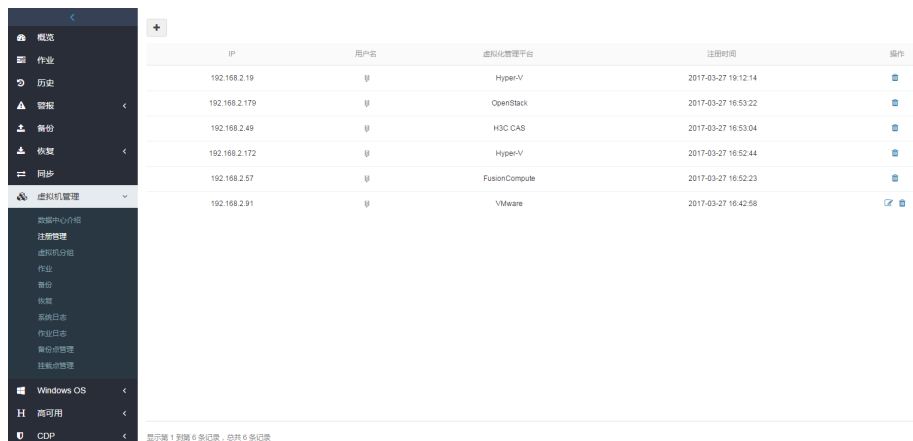 概览
作业
历史
警报
备份
恢复
同步
虚拟机管理
数据中心介绍
注册管理
虚拟机分组
作业
备份
恢复
系统日志
作业日志
备份点管理
挂载点管理
Windows OS
高可用
CDP
IP 用户名 虚拟化管理平台 注册时间 操作
192.168.2.19 ljl Hyper-V 2017-03-27 19:12:14
192.168.2.179 ljl OpenStack 2017-03-27 16:53:22
192.168.2.49 ljl H3C CAS 2017-03-27 16:53:04
192.168.2.172 ljl Hyper-V 2017-03-27 16:52:44
192.168.2.57 ljl FusionCompute 2017-03-27 16:52:23
192.168.2.91 ljl VMware 2017-03-27 16:42:58
显示第 1 到第 6 条记录，总共 6 条记录